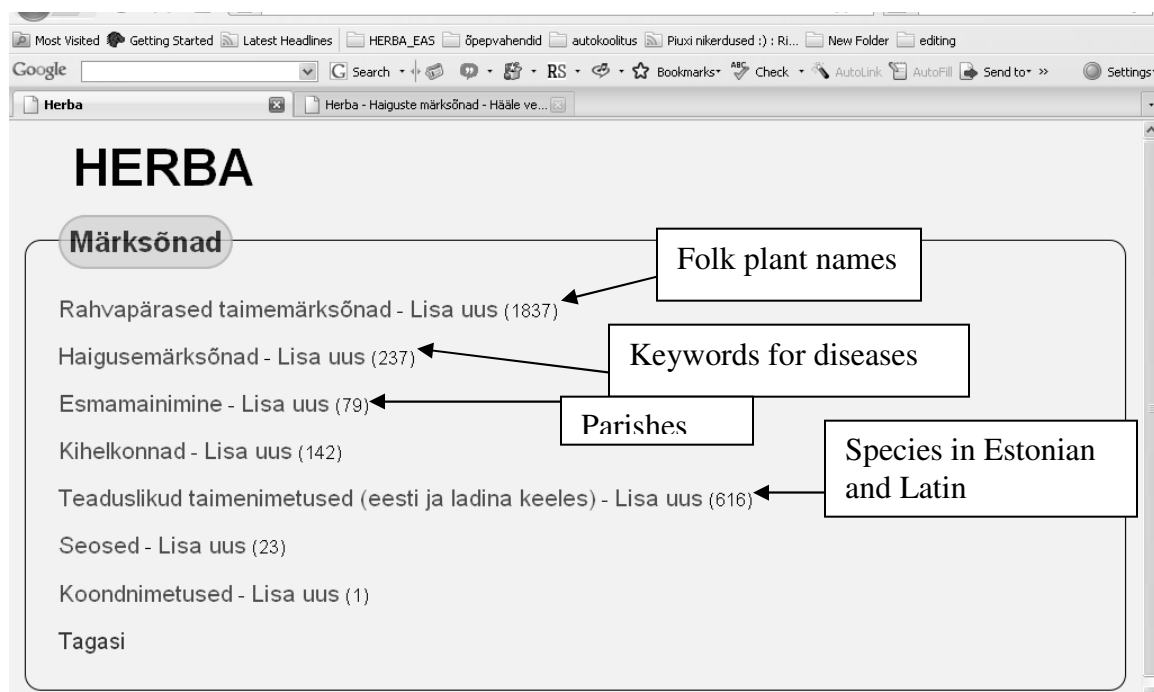 Most Visited Getting Started Latest Headlines HERBA_EAS õpepvahendid autokoolitus Piuxi nikerdused :) : Ri... New Folder editing
Google Search RS Bookmarks Check AutoLink AutoFill Send to Settings
Herba Herba - Haiguste märksõnad - Hääle ve...
HERBA
Märksõnad
Folk plant names
Rahvapärased taimemärksõnad - Lisa uus (1837)
Keywords for diseases
Haigusemärksõnad - Lisa uus (237)
Esmamainimine - Lisa uus (79)
Parishes
Kihelkonnad - Lisa uus (142)
Species in Estonian
and Latin
Teaduslikud taimenimetused (eesti ja ladina keeles) - Lisa uus (616)
Seosed - Lisa uus (23)
Koondnimetused - Lisa uus (1)
Tagasi